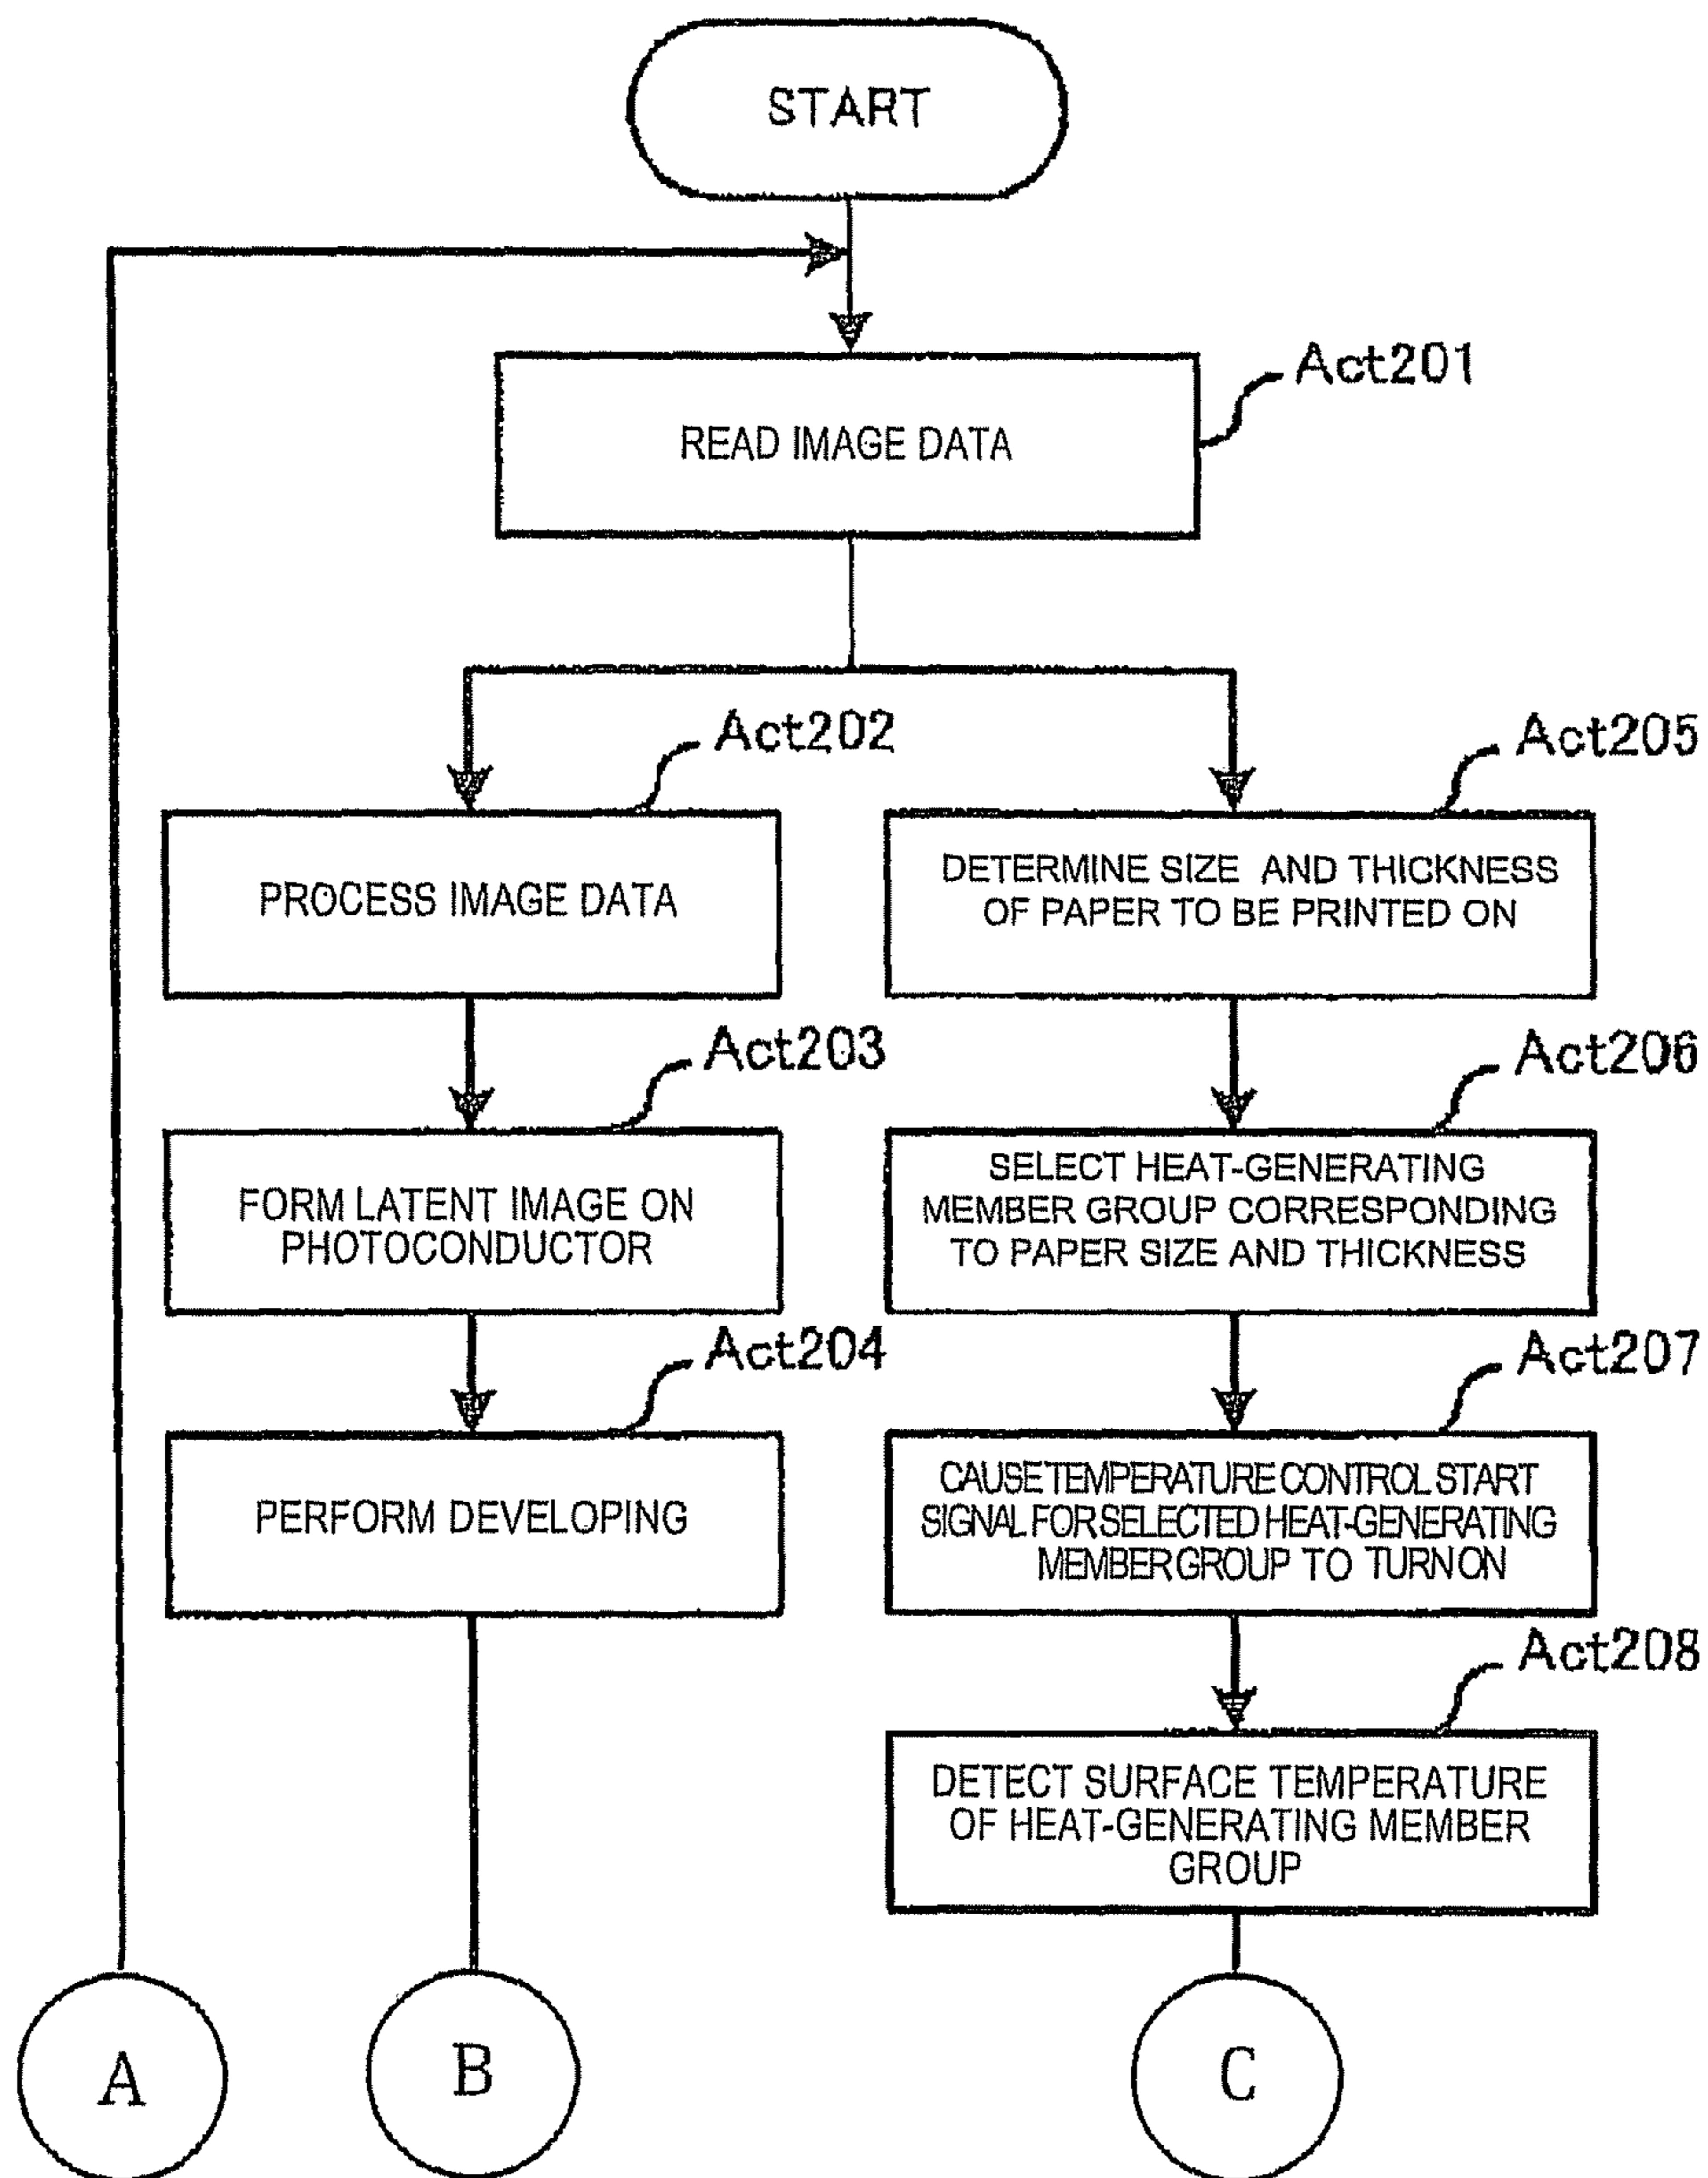 START
Act201
READ IMAGE DATA
Act202
PROCESS IMAGE DATA
Act203
FORM LATENT IMAGE ON
PHOTOCONDUCTOR
Act204
PERFORM DEVELOPING
Act205
DETERMINE SIZE AND THICKNESS
OF PAPER TO BE PRINTED ON
Act206
SELECT HEAT-GENERATING
MEMBER GROUP CORRESPONDING
TO PAPER SIZE AND THICKNESS
Act207
CAUSE TEMPERATURE CONTROL START
SIGNAL FOR SELECTED HEAT-GENERATING
MEMBER GROUP TO TURN ON
Act208
DETECT SURFACE TEMPERATURE
OF HEAT-GENERATING MEMBER
GROUP
A
B
C